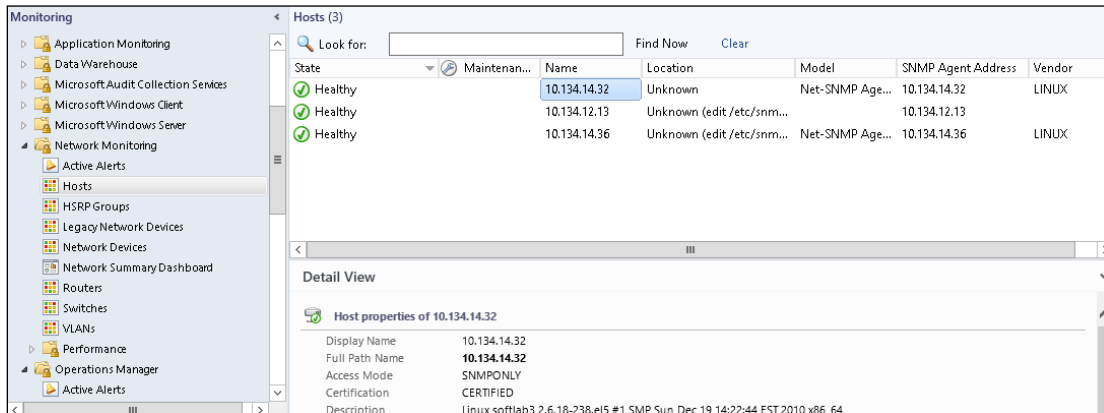 Monitoring
Application Monitoring
Data Warehouse
Microsoft Audit Collection Services
Microsoft Windows Client
Microsoft Windows Server
Network Monitoring
Active Alerts
Hosts
HSRP Groups
Legacy Network Devices
Network Devices
Network Summary Dashboard
Routers
Switches
VLANs
Performance
Operations Manager
Active Alerts
Hosts (3)
Look for: Find Now Clear
State Maintenan... Name Location Model SNMP Agent Address Vendor
Healthy 10.134.14.32 Unknown Net-SNMP Age... 10.134.14.32 LINUX
Healthy 10.134.12.13 Unknown (edit /etc/snm... 10.134.12.13
Healthy 10.134.14.36 Unknown (edit /etc/snm... Net-SNMP Age... 10.134.14.36 LINUX
Detail View
Host properties of 10.134.14.32
Display Name 10.134.14.32
Full Path Name 10.134.14.32
Access Mode SNMPONLY
Certification CERTIFIED
Description Linux softlab3 2.6.18-238.el5 #1 SMP Sun Dec 19 14:22:44 EST 2010 x86_64